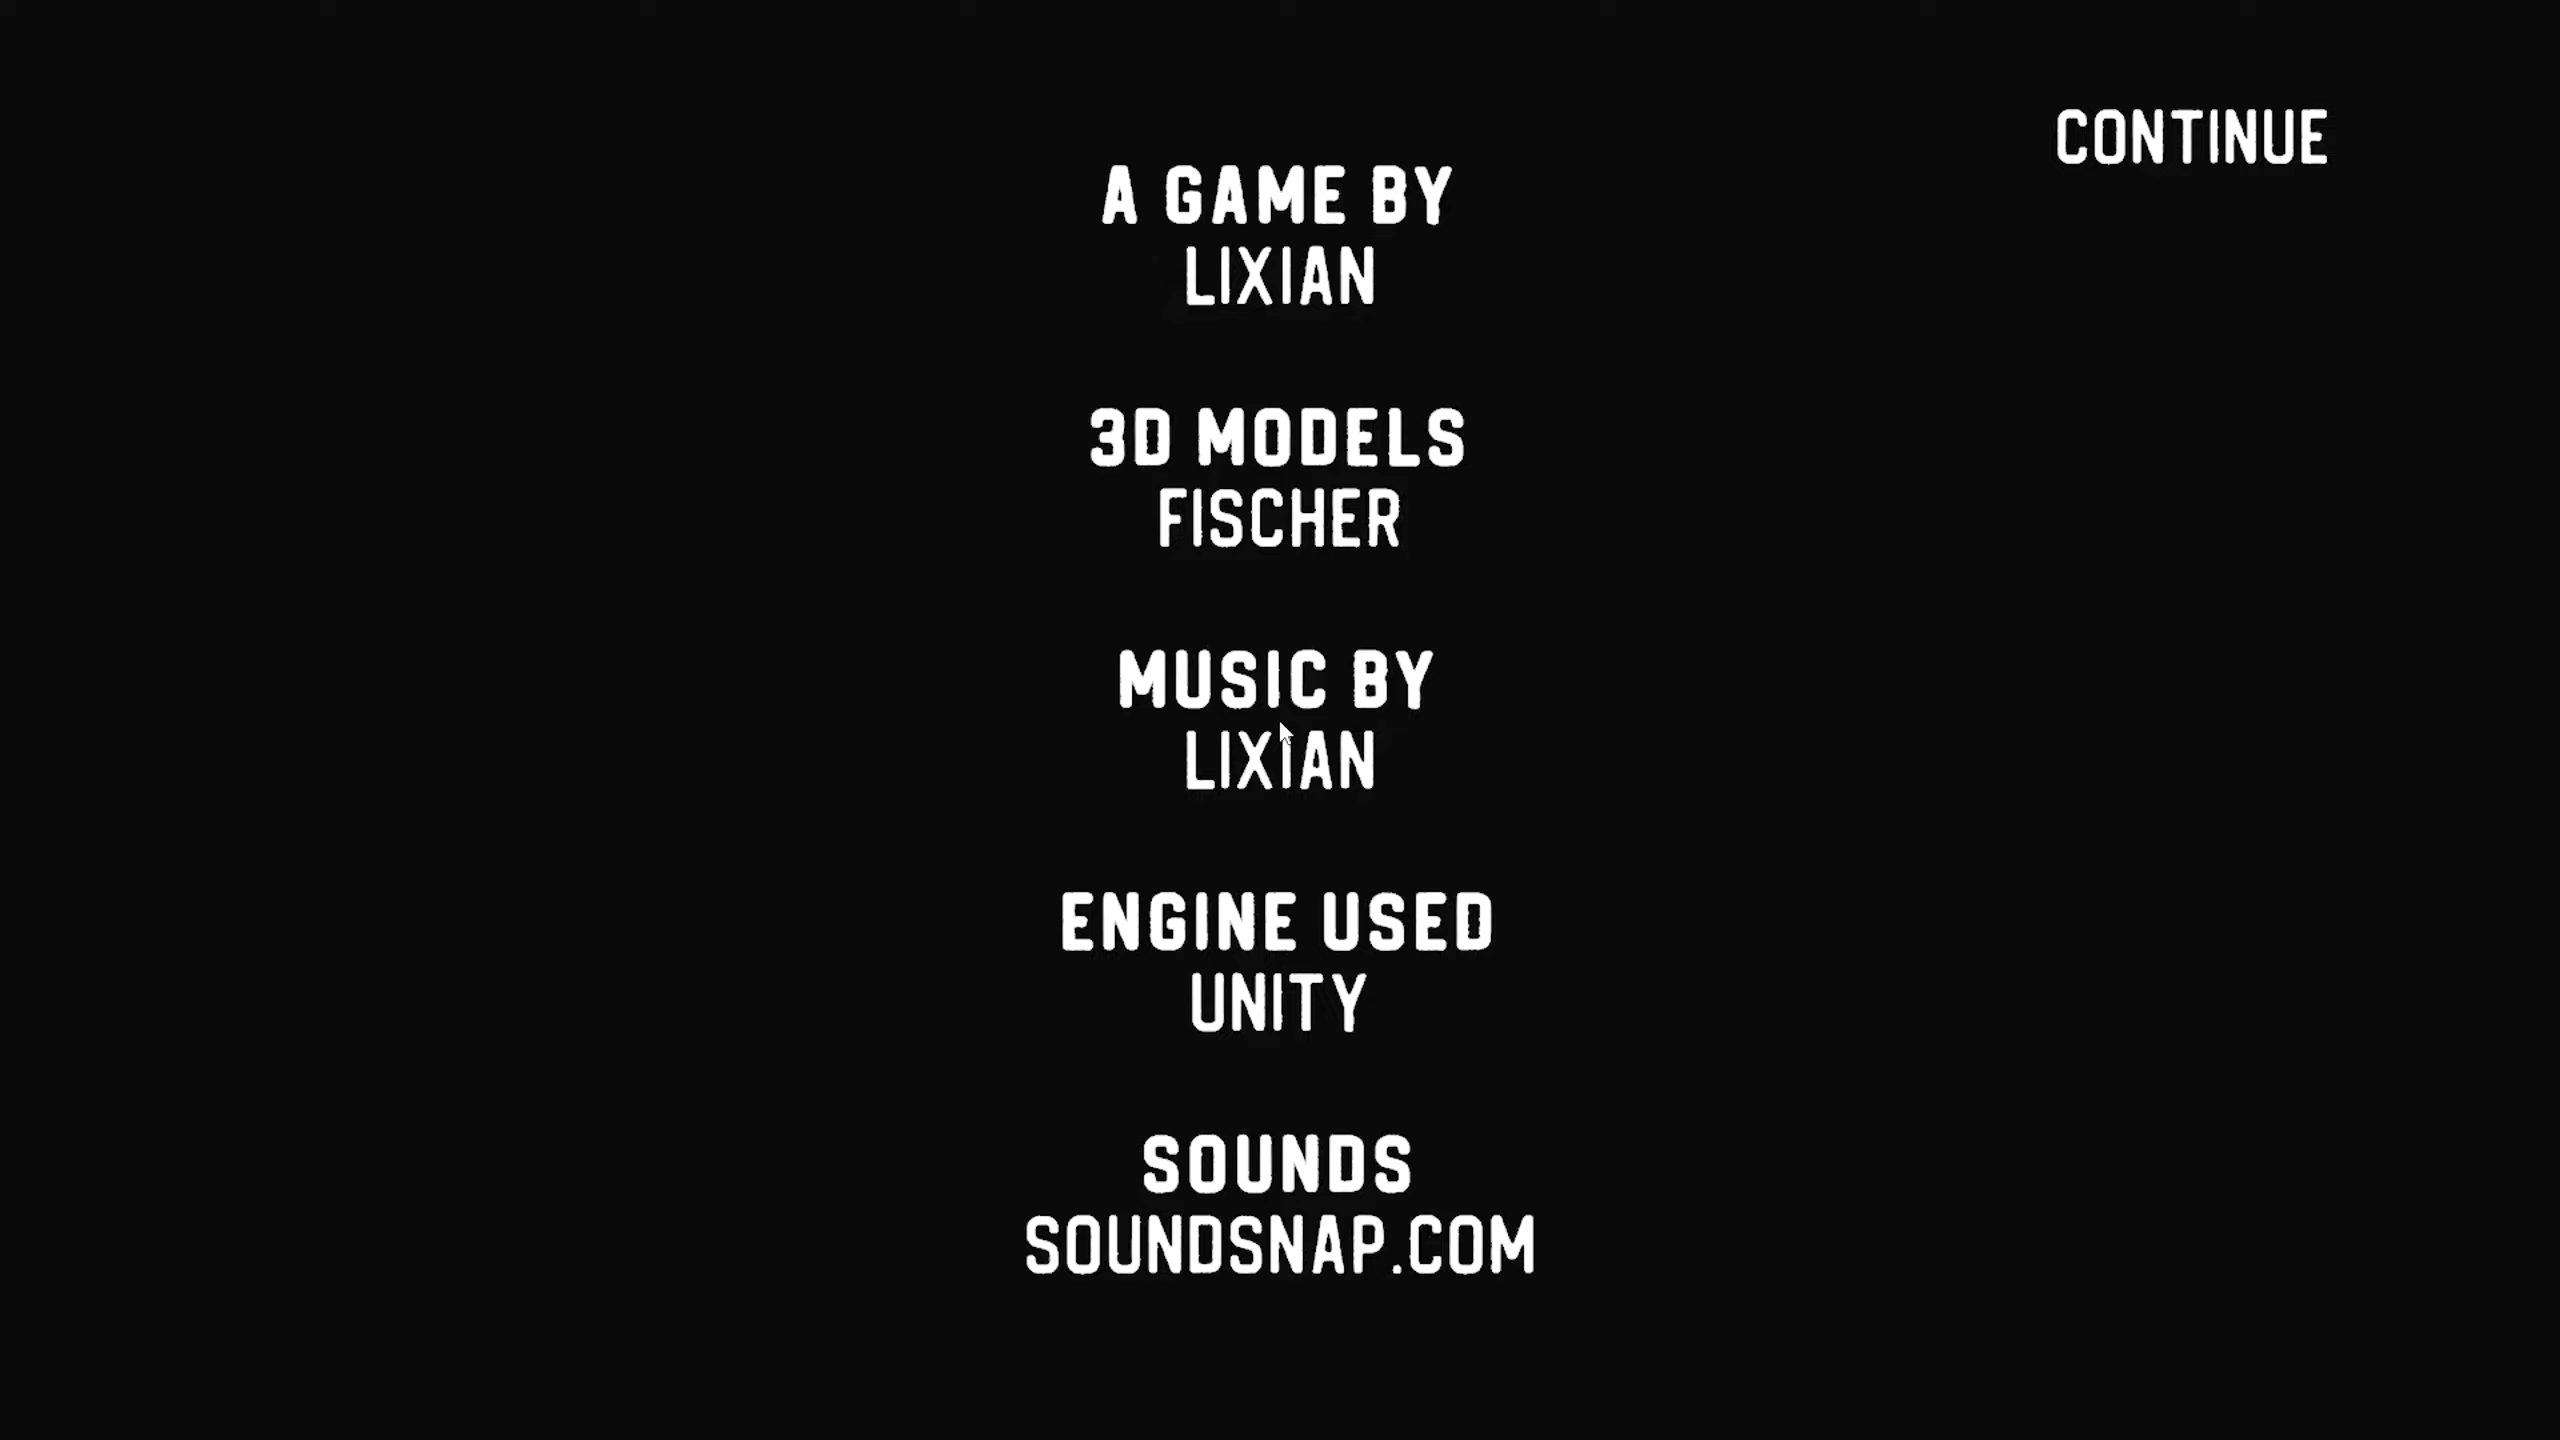 CONTINUE
A GAME BY
LIXIAN
3D MODELS
FISCHER
MUSIC BY
LIXIAN
ENGINE USED
UNITY
SOUNDS
SOUNDSNAP.COM